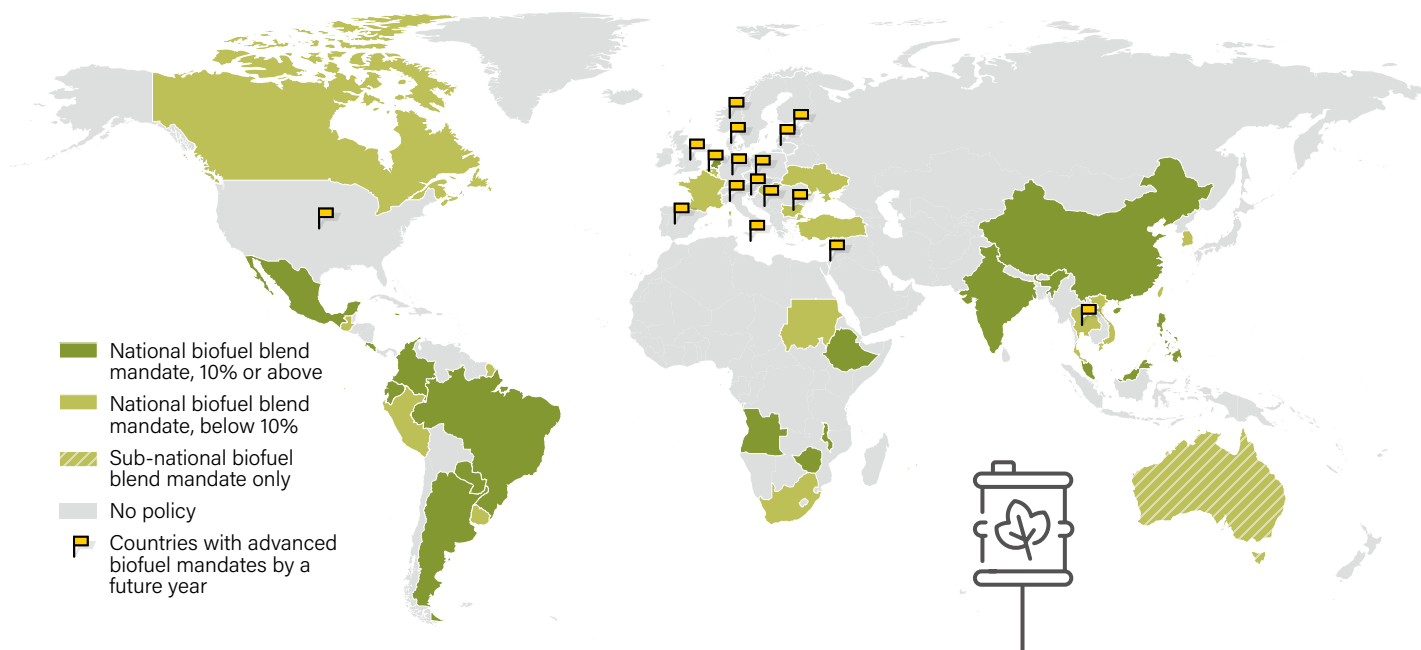 National biofuel blend
mandate, 10% or above
National biofuel blend
mandate, below 10%
Sub-national biofuel
blend mandate only
No policy
Countries with advanced
biofuel mandates by a
future year